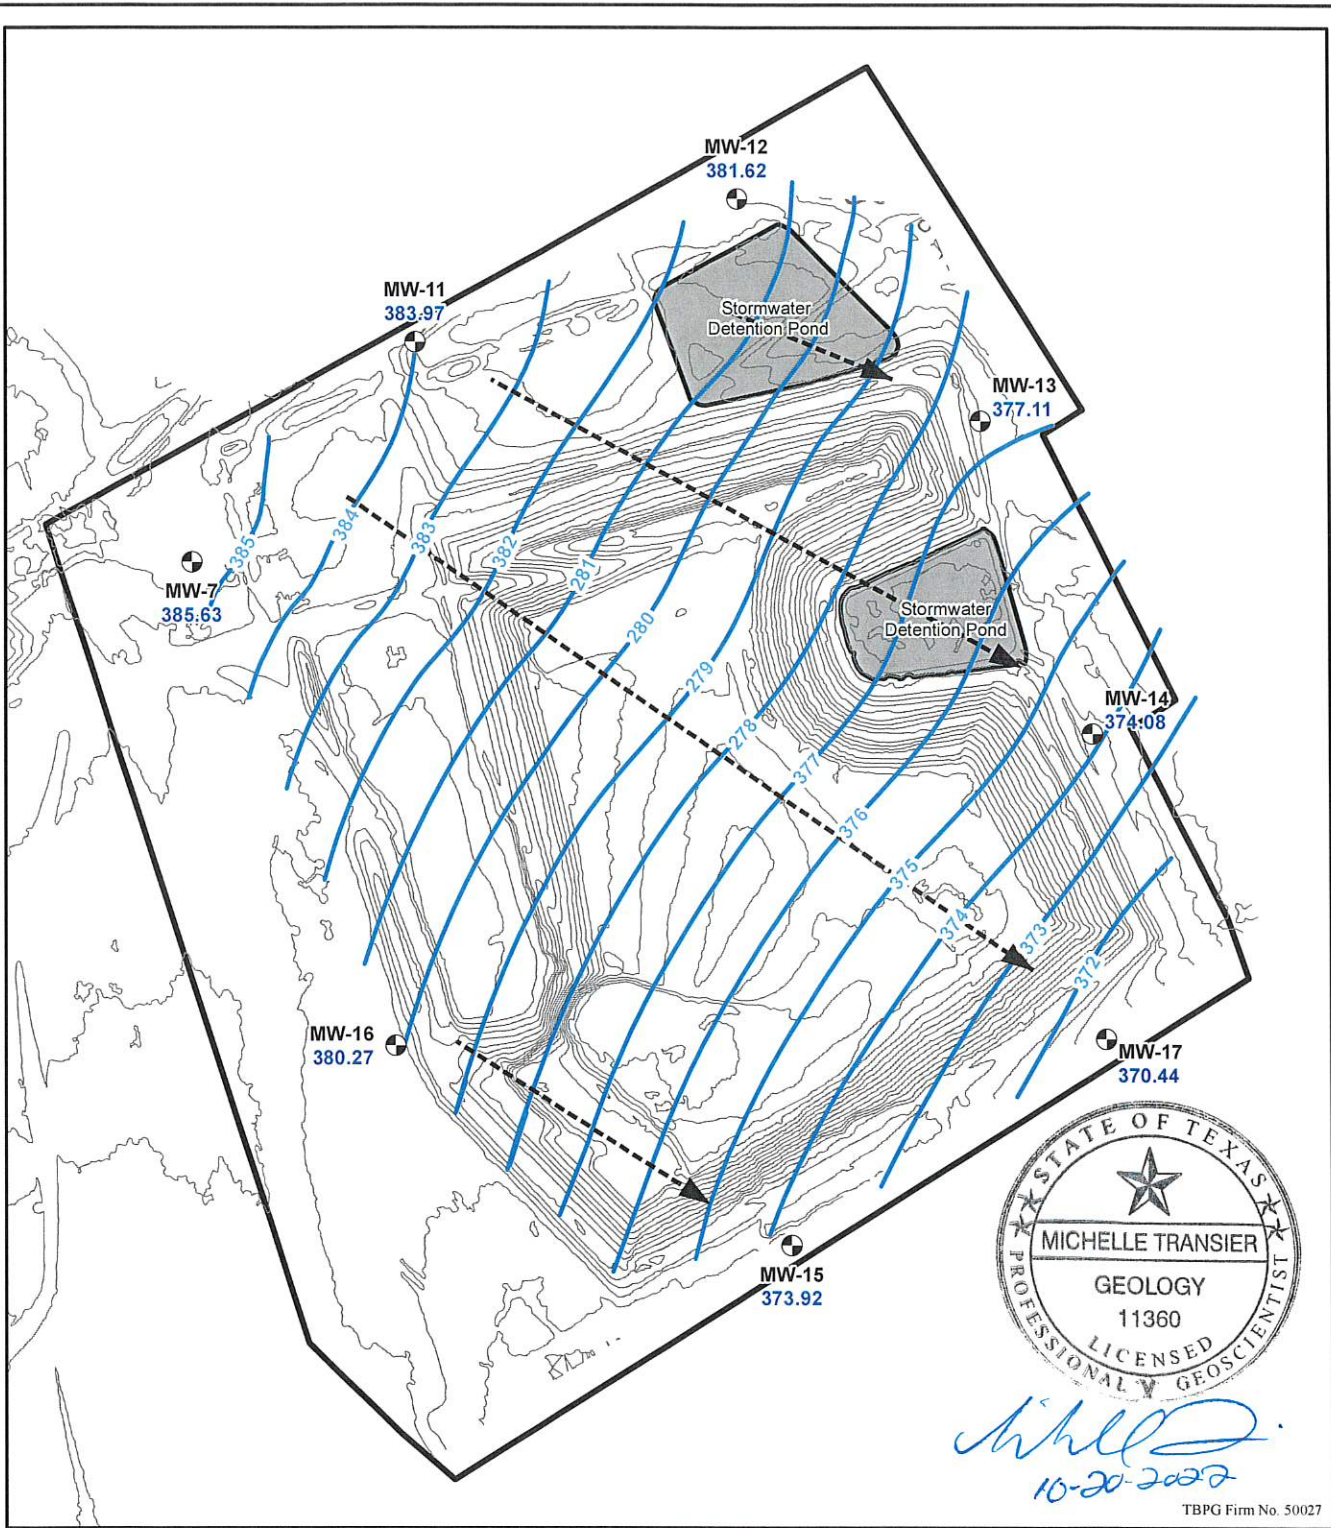 MW-12
381.62
MW-11
383.97
Stormwater
Detention Pond
MW-13
377.11
385
384
383
382
281
280
279
278
377
376
375
374
373
372
MW-7
385.63
Stormwater
Detention Pond
MW-14
374.08
MW-16
380.27
MW-17
370.44
MW-15
373.92
STATE OF TEXAS
MICHELLE TRANSIER
GEOLOGY
11360
LICENSED
PROFESSIONAL GEOSCIENTIST
10-20-2022
TBPG Firm No. 50027